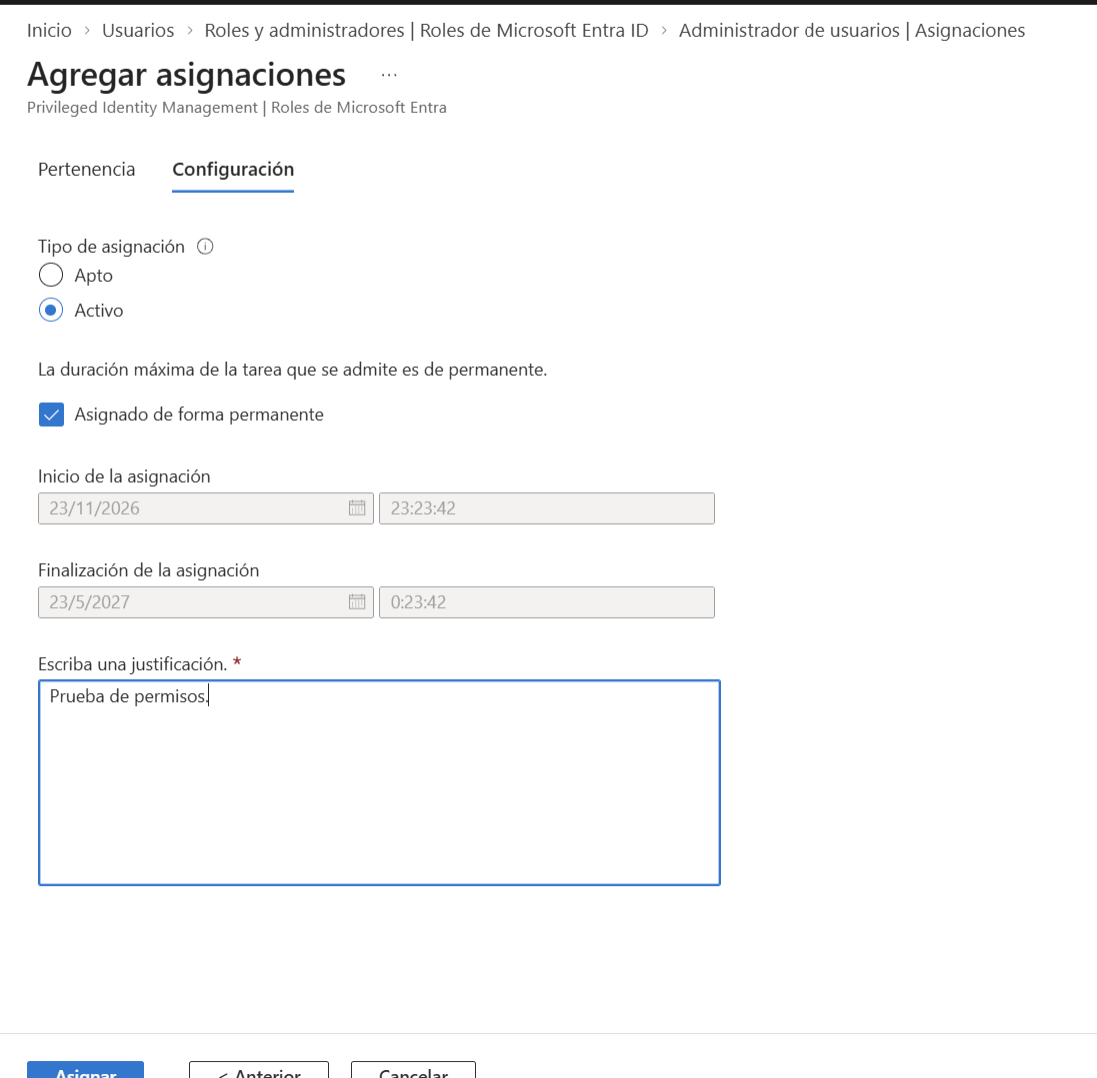 Inicio > Usuarios > Roles y administradores | Roles de Microsoft Entra ID > Administrador de usuarios | Asignaciones
Agregar asignaciones ...
Privileged Identity Management | Roles de Microsoft Entra
Pertenencia Configuración
Tipo de asignación
Apto
Activo
La duración máxima de la tarea que se admite es de permanente.
Asignado de forma permanente
Inicio de la asignación
23/11/2026 23:23:42
Finalización de la asignación
23/5/2027 0:23:42
Escriba una justificación. *
Prueba de permisos.
Asignar < Anterior Cancelar